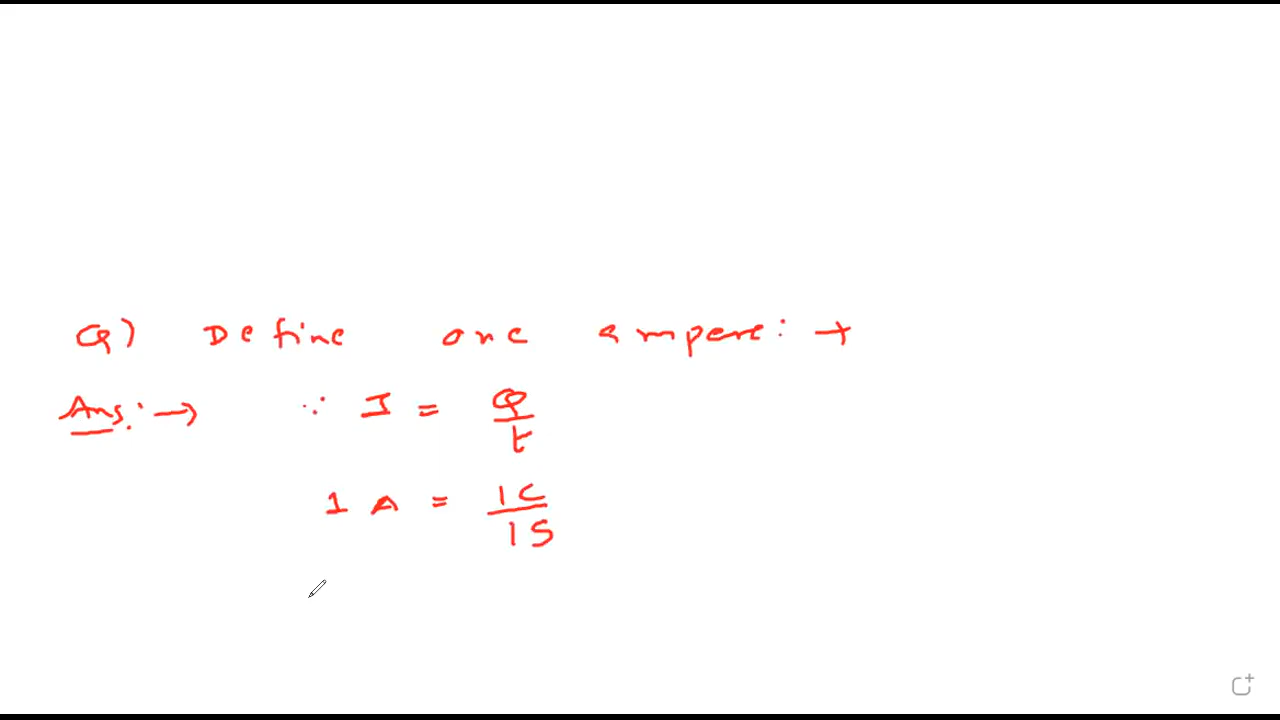 Q) Define one ampere: →
Ans:→ ∵ I = Q/t
1 A = 1C/1S